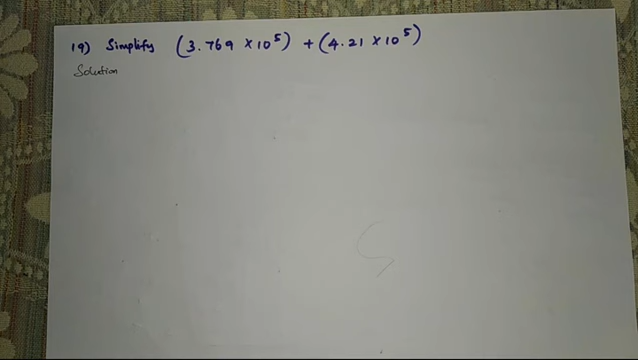 19) Simplify (3.769 ×10⁵) + (4.21 ×10⁵)
Solution